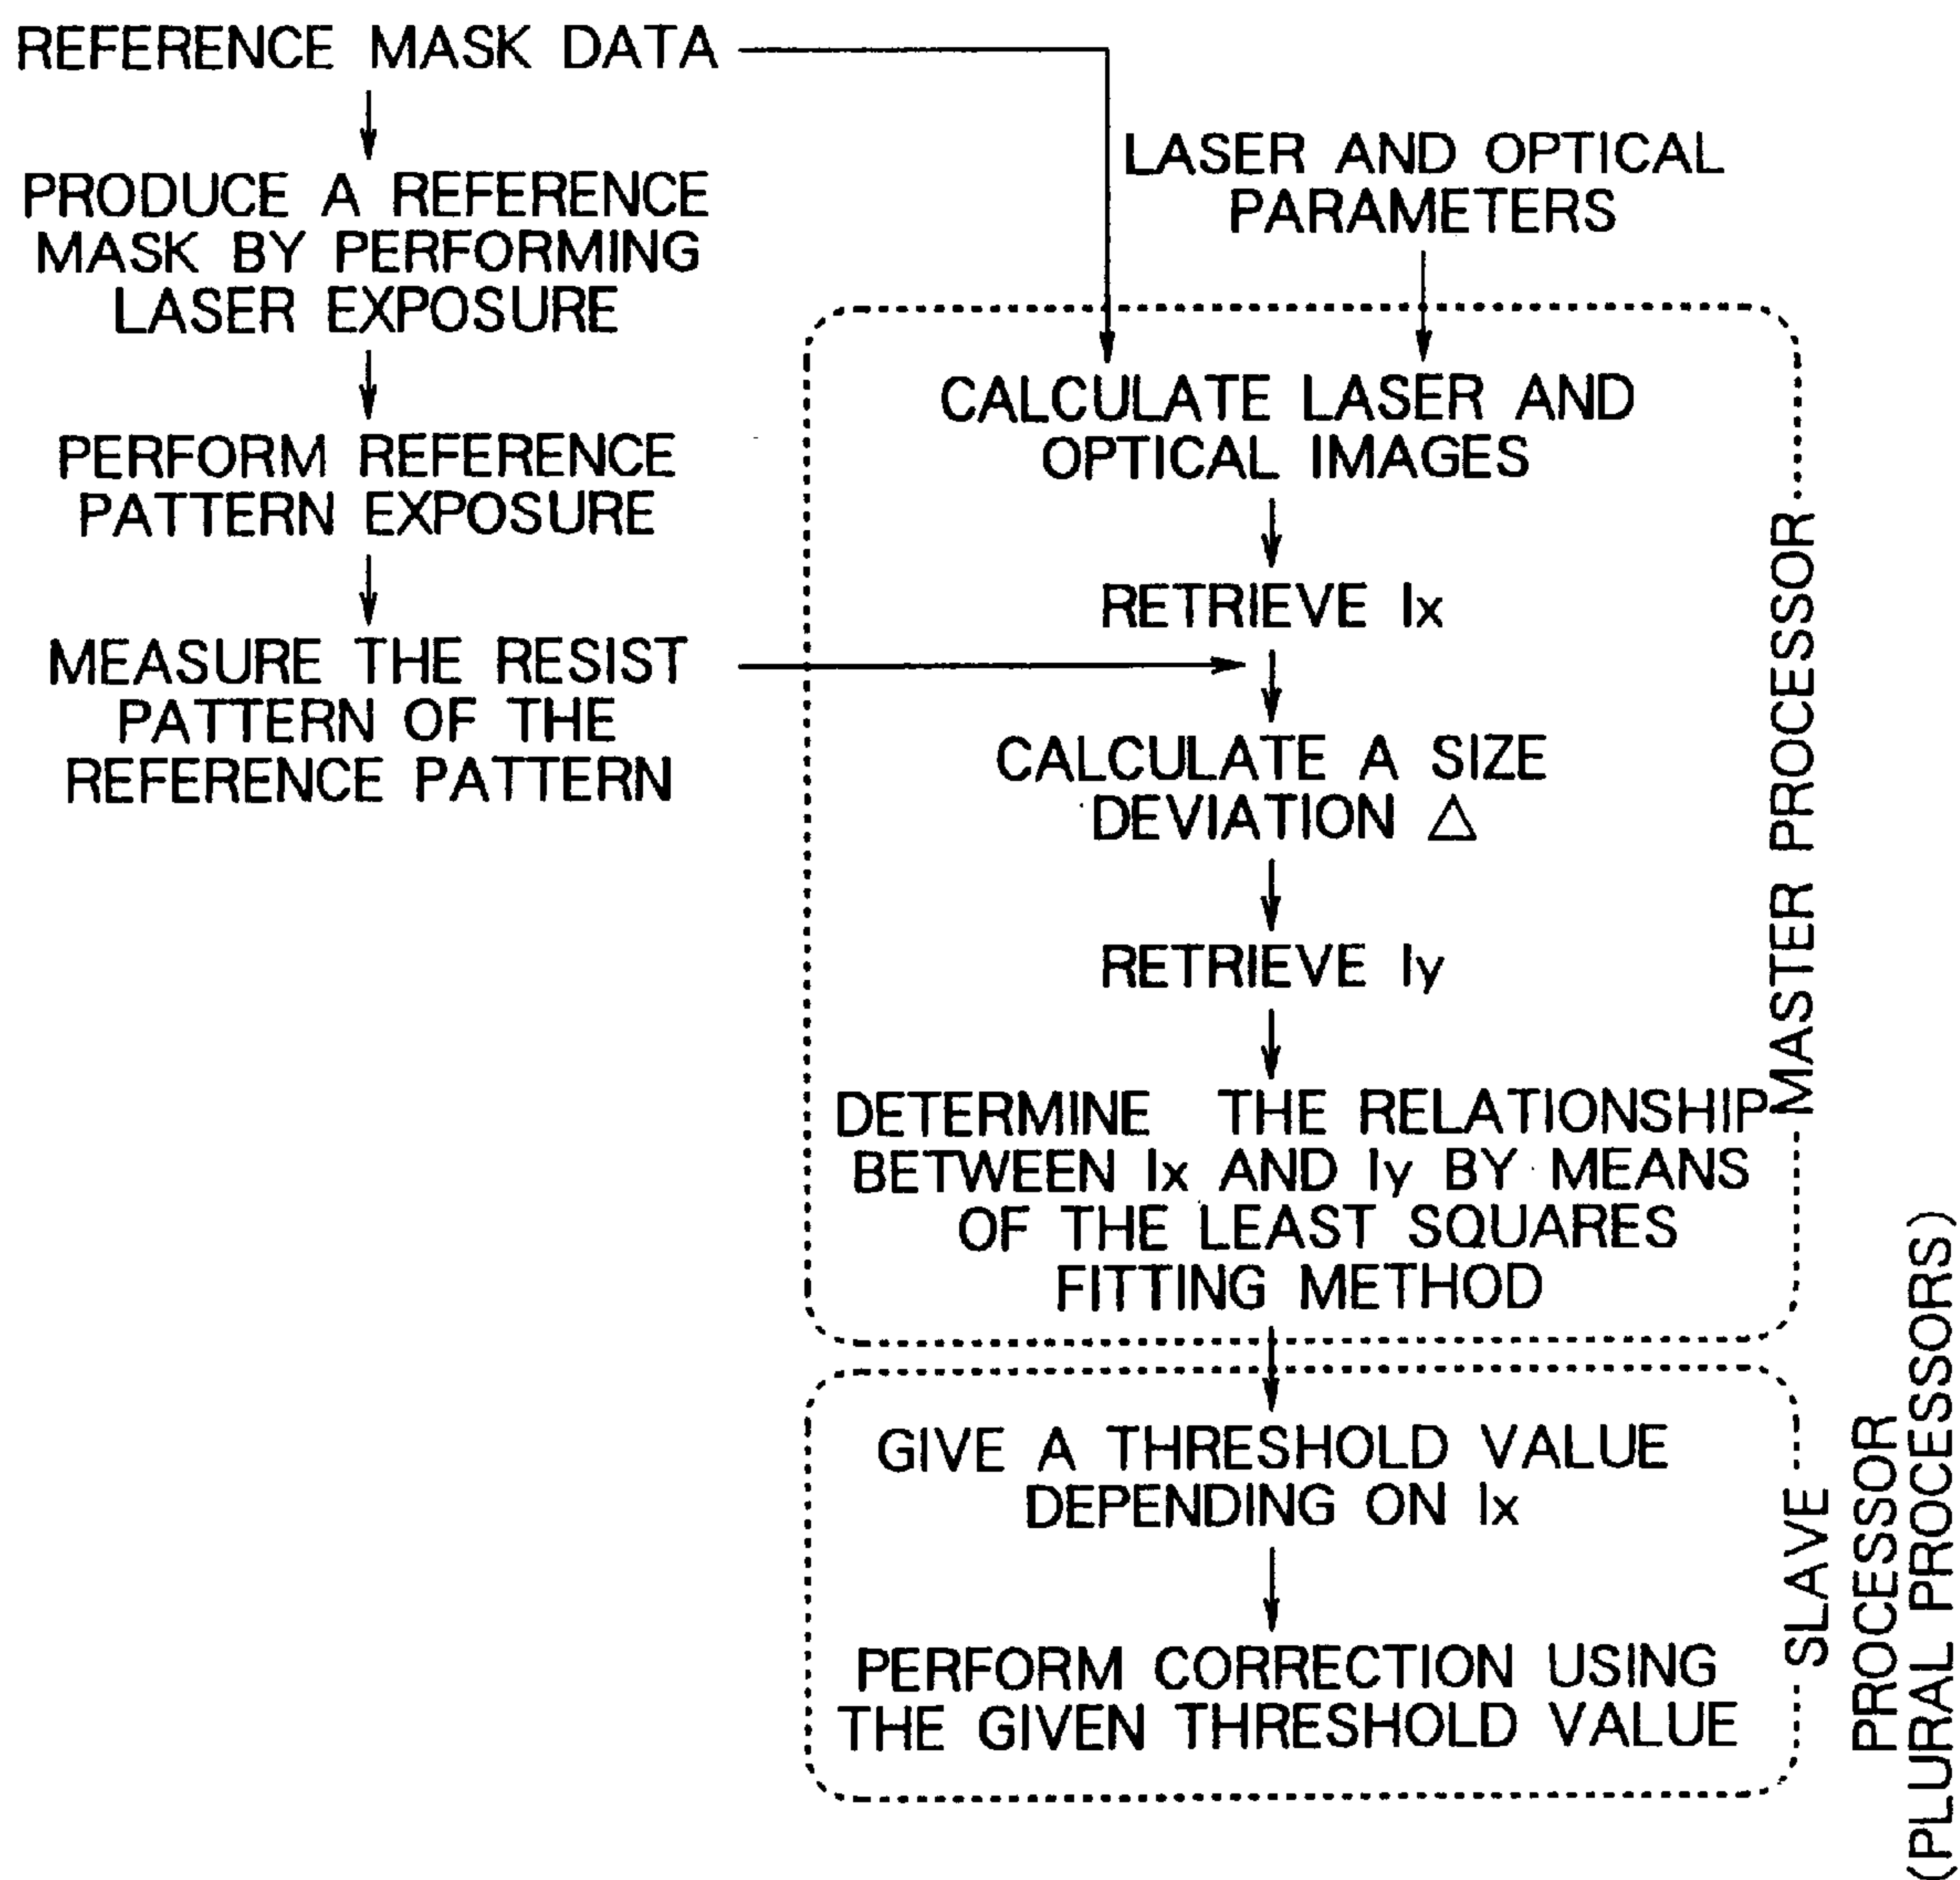 REFERENCE MASK DATA
PRODUCE A REFERENCE
MASK BY PERFORMING
LASER EXPOSURE
PERFORM REFERENCE
PATTERN EXPOSURE
MEASURE THE RESIST
PATTERN OF THE
REFERENCE PATTERN
LASER AND OPTICAL
PARAMETERS
CALCULATE LASER AND
OPTICAL IMAGES
RETRIEVE Ix
CALCULATE A SIZE
DEVIATION △
RETRIEVE Iy
DETERMINE THE RELATIONSHIP
BETWEEN Ix AND Iy BY MEANS
OF THE LEAST SQUARES
FITTING METHOD
MASTER PROCESSOR
GIVE A THRESHOLD VALUE
DEPENDING ON Ix
PERFORM CORRECTION USING
THE GIVEN THRESHOLD VALUE
SLAVE
PROCESSOR
(PLURAL PROCESSORS)